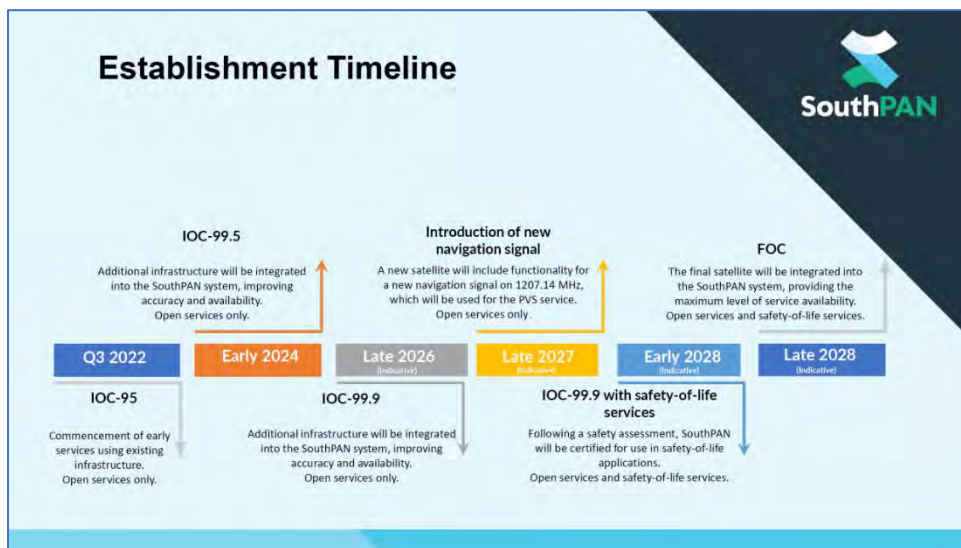 Establishment Timeline
SouthPAN
IOC-99.5
Additional infrastructure will be integrated
into the SouthPAN system, improving
accuracy and availability.
Open services only.
Introduction of new
navigation signal
A new satellite will include functionality for
a new navigation signal on 1207.14 MHz,
which will be used for the PVS service.
Open services only
FOC
The final satellite will be integrated into
the SouthPAN system, providing the
maximum level of service availability.
Open services and safety-of-life services.
Q3 2022
Early 2024
Late 2026
(Indicative)
Late 2027
(Indicative)
Early 2028
(Indicative)
Late 2028
(Indicative)
IOC-95
Commencement of early
services using existing
infrastructure.
Open services only.
IOC-99.9
Additional infrastructure will be integrated
into the SouthPAN system, improving
accuracy and availability.
Open services only.
IOC-99.9 with safety-of-life
services
Following a safety assessment, SouthPAN
will be certified for use in safety-of-life
applications.
Open services and safety-of-life services.